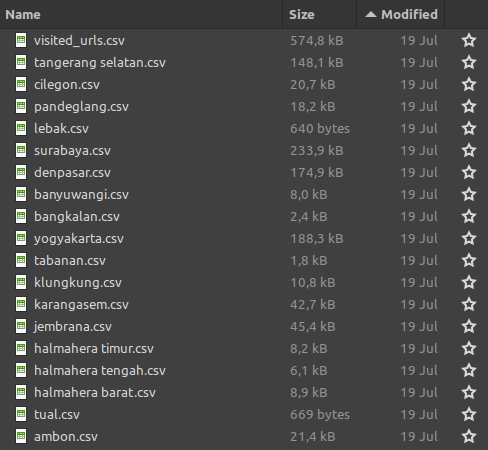 Name Size Modified
visited_urls.csv 574,8 kB 19 Jul
tangerang selatan.csv 148,1 kB 19 Jul
cilegon.csv 20,7 kB 19 Jul
pandeglang.csv 18,2 kB 19 Jul
lebak.csv 640 bytes 19 Jul
surabaya.csv 233,9 kB 19 Jul
denpasar.csv 174,9 kB 19 Jul
banyuwangi.csv 8,0 kB 19 Jul
bangkalan.csv 2,4 kB 19 Jul
yogyakarta.csv 188,3 kB 19 Jul
tabanan.csv 1,8 kB 19 Jul
klungkung.csv 10,8 kB 19 Jul
karangasem.csv 42,7 kB 19 Jul
jembrana.csv 45,4 kB 19 Jul
halmahera timur.csv 8,2 kB 19 Jul
halmahera tengah.csv 6,1 kB 19 Jul
halmahera barat.csv 8,9 kB 19 Jul
tual.csv 669 bytes 19 Jul
ambon.csv 21,4 kB 19 Jul